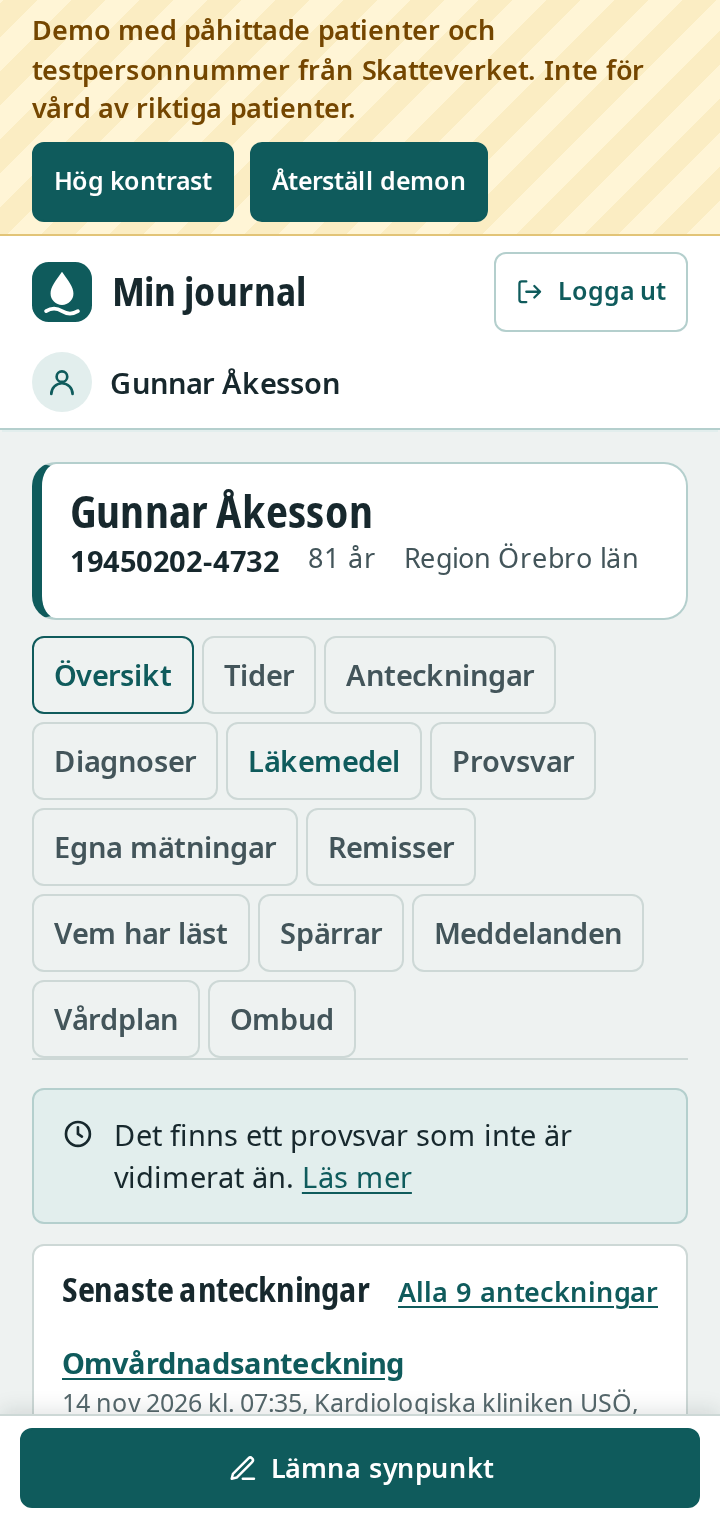 Demo med påhittade patienter och
testpersonnummer från Skatteverket. Inte för
vård av riktiga patienter.
Hög kontrast Återställ demon
Min journal Logga ut
Gunnar Åkesson
Gunnar Åkesson
19450202-4732 81 år Region Örebro län
Översikt Tider Anteckningar
Diagnoser Läkemedel Provsvar
Egna mätningar Remisser
Vem har läst Spärrar Meddelanden
Vårdplan Ombud
Det finns ett provsvar som inte är
vidimerat än. Läs mer
Senaste anteckningar Alla 9 anteckningar
Omvårdnadsanteckning
14 nov 2026 kl. 07:35, Kardiologiska kliniken USÖ,
Lämna synpunkt